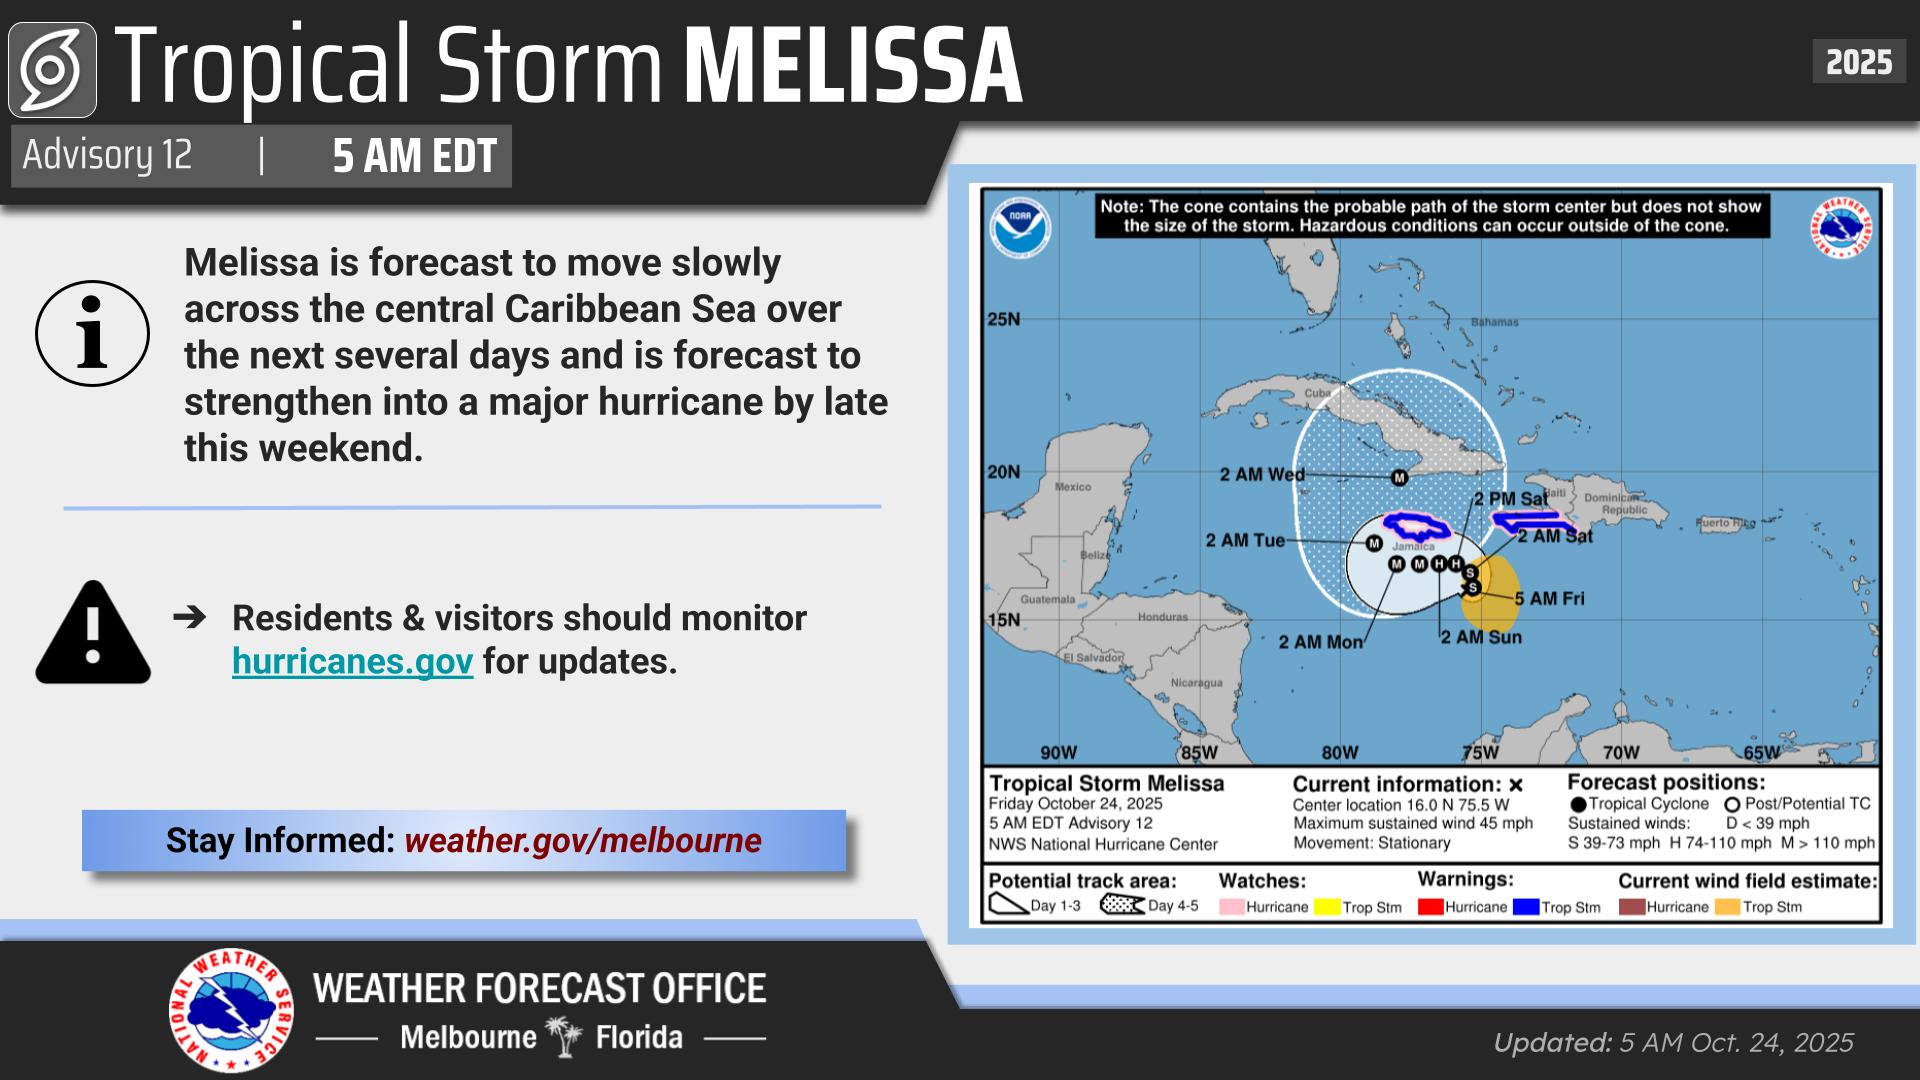 Tropical Storm MELISSA
2025
Advisory 12 | 5 AM EDT
Melissa is forecast to move slowly
across the central Caribbean Sea over
the next several days and is forecast to
strengthen into a major hurricane by late
this weekend.
➔ Residents & visitors should monitor
hurricanes.gov for updates.
Stay Informed: weather.gov/melbourne
Note: The cone contains the probable path of the storm center but does not show
the size of the storm. Hazardous conditions can occur outside of the cone.
NOAA
NATIONAL WEATHER SERVICE
25N
Bahamas
Cuba
20N
2 AM Wed
M
Mexico
2 PM Sat
Haiti
Dominican
Republic
Puerto Rico
2 AM Tue
M
Jamaica
2 AM Sat
Belize
M M H H S
S
Guatemala
Honduras
5 AM Fri
15N
2 AM Mon
2 AM Sun
El Salvador
Nicaragua
90W 85W 80W 75W 70W 65W
Tropical Storm Melissa
Friday October 24, 2025
5 AM EDT Advisory 12
NWS National Hurricane Center
Current information: x
Center location 16.0 N 75.5 W
Maximum sustained wind 45 mph
Movement: Stationary
Forecast positions:
Tropical Cyclone Post/Potential TC
Sustained winds: D < 39 mph
S 39-73 mph H 74-110 mph M > 110 mph
Potential track area:
Day 1-3 Day 4-5
Watches:
Hurricane Trop Stm
Warnings:
Hurricane Trop Stm
Current wind field estimate:
Hurricane Trop Stm
NATIONAL WEATHER SERVICE
WEATHER FORECAST OFFICE
Melbourne Florida
Updated: 5 AM Oct. 24, 2025